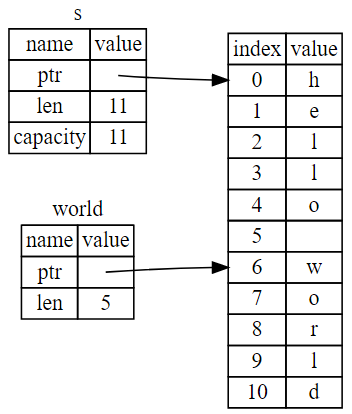 s
name value
ptr
len 11
capacity 11
world
name value
ptr
len 5
index value
0 h
1 e
2 l
3 l
4 o
5
6 w
7 o
8 r
9 l
10 d